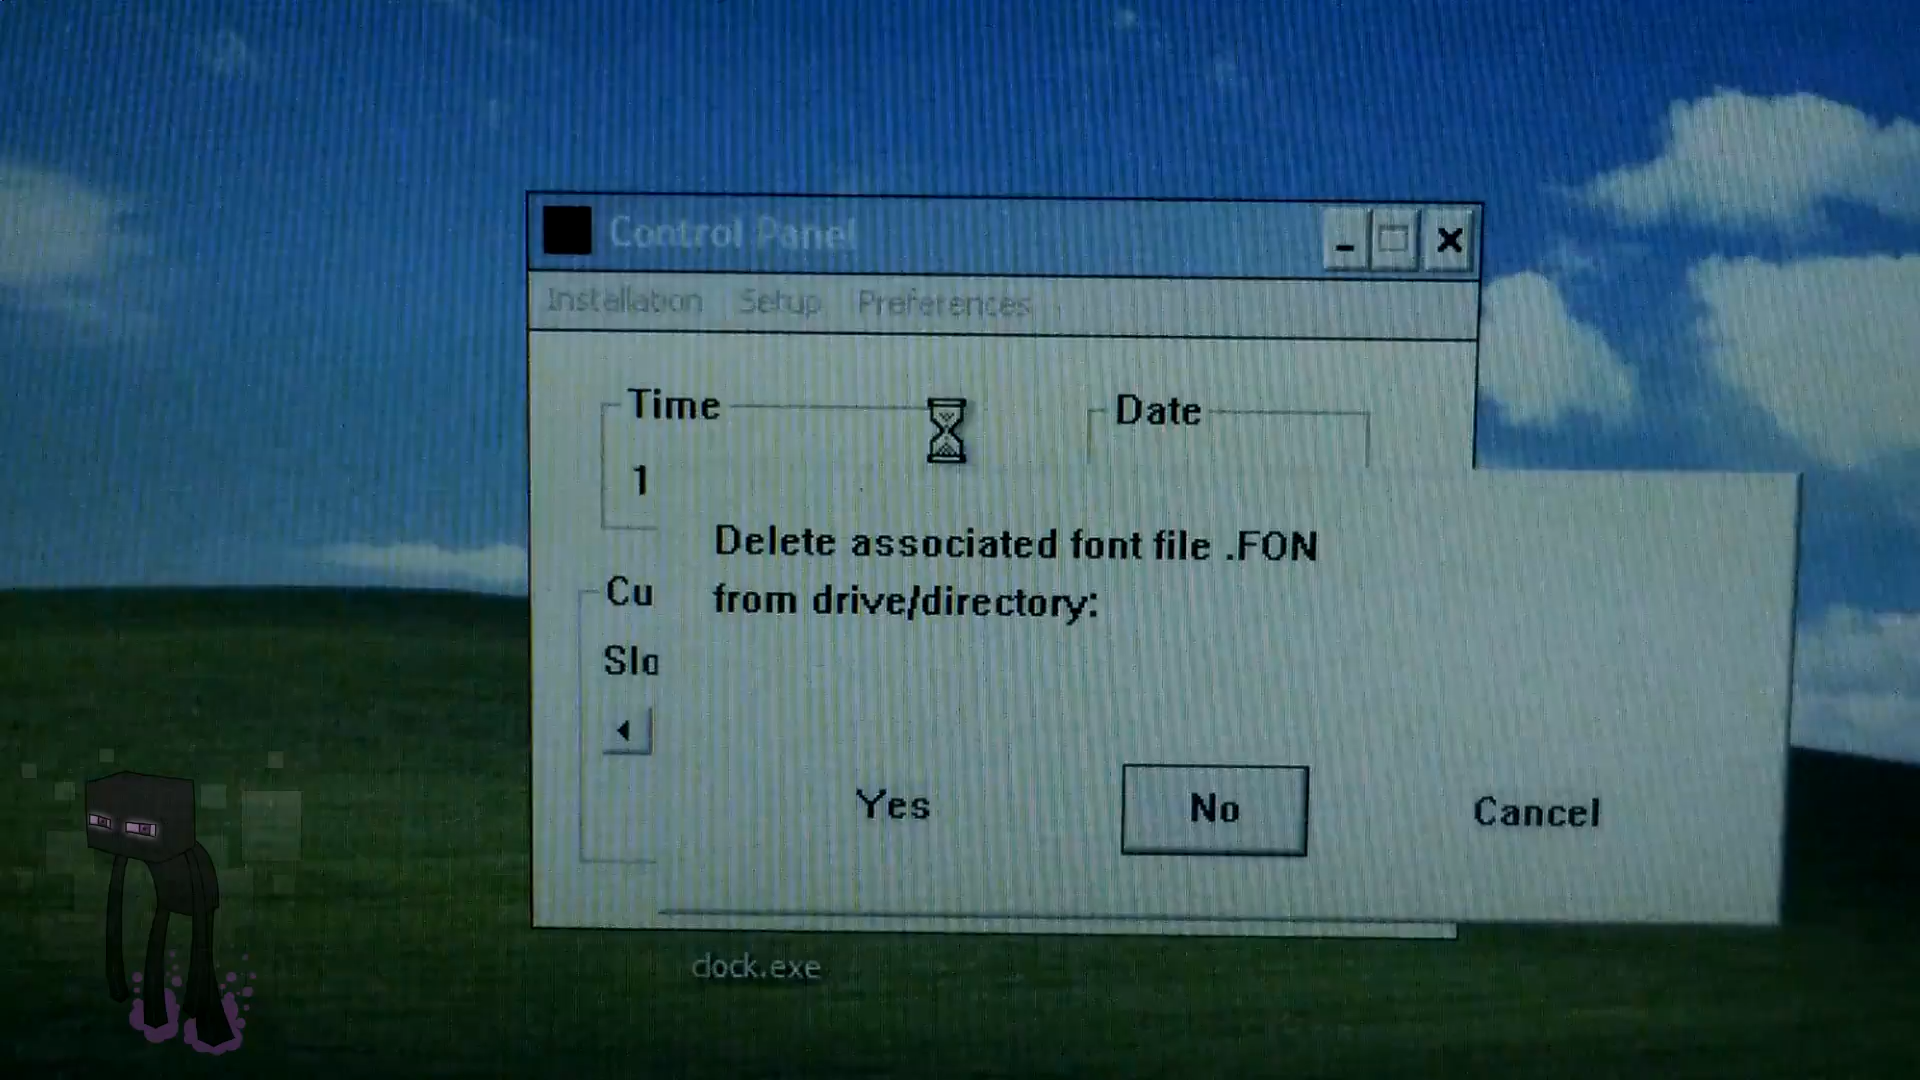 Control Panel
Installation Setup Preferences
Time
Date
1
Delete associated font file .FON
from drive/directory:
Cu
Slo
Yes
No
Cancel
clock.exe